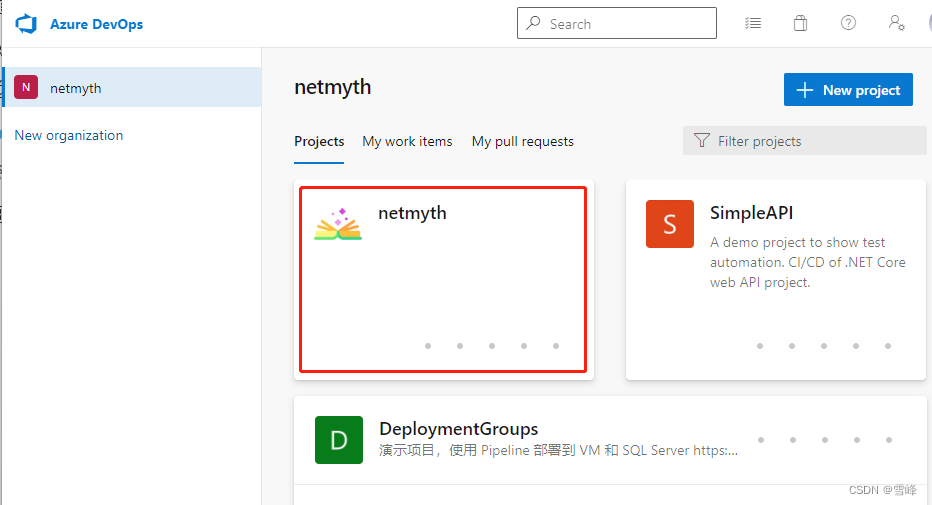 Azure DevOps
Search
N netmyth
New organization
netmyth
New project
Projects My work items My pull requests
Filter projects
netmyth
S
SimpleAPI
A demo project to show test
automation. CI/CD of .NET Core
web API project.
D
DeploymentGroups
演示项目，使用 Pipeline 部署到 VM 和 SQL Server https:...
CSDN @雪峰